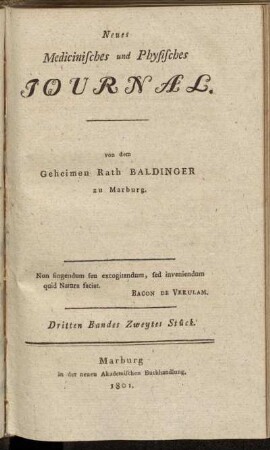 Neues
Medicinisches und Phyſiſches
JOURNÆL.
von dem
Geheimen Rath BALDINGER
zu Marburg.
Non fingendum ſeu excogitandum, ſed inveniendum
quid Natura faciat.
BACON DE VERULAM.
Dritten Bandes Zweytes Stück.
Marburg
in der neuen Akademiſchen Buchhandlung,
1801.